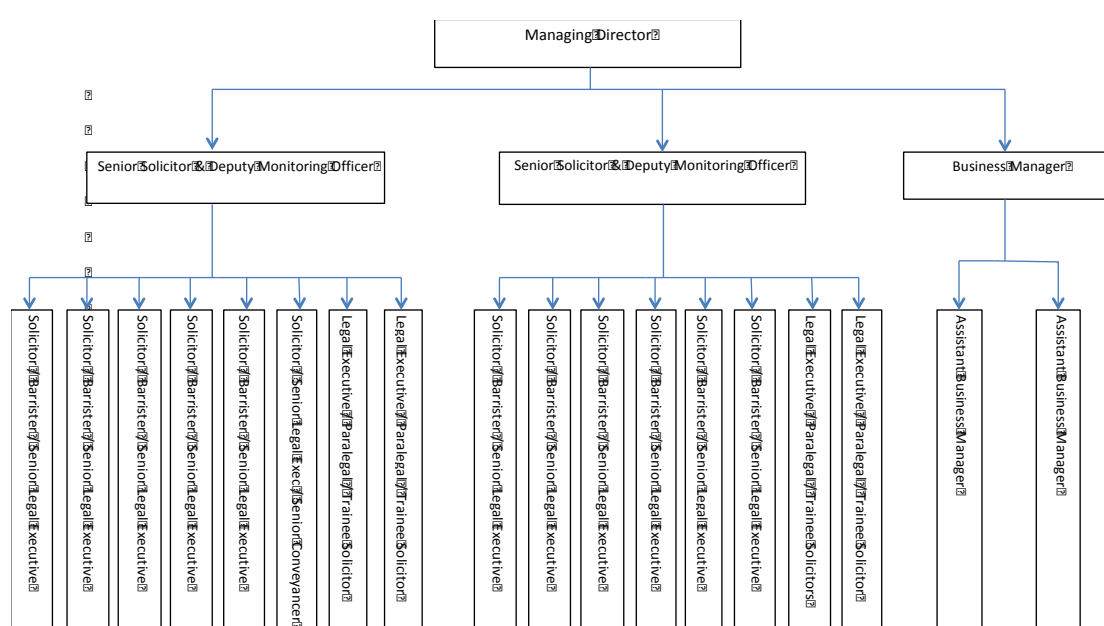 Managing Director
Senior Solicitor & Deputy Monitoring Officer
Senior Solicitor & Deputy Monitoring Officer
Business Manager
Solicitor / Barrister / Senior Legal Executive
Solicitor / Barrister / Senior Legal Executive
Solicitor / Barrister / Senior Legal Executive
Solicitor / Barrister / Senior Legal Executive
Solicitor / Barrister / Senior Legal Executive
Solicitor / Senior Legal Exec / Senior Conveyancer
Legal Executive / Paralegal / Trainee Solicitor
Legal Executive / Paralegal / Trainee Solicitor
Solicitor / Barrister / Senior Legal Executive
Solicitor / Barrister / Senior Legal Executive
Solicitor / Barrister / Senior Legal Executive
Solicitor / Barrister / Senior Legal Executive
Solicitor / Barrister / Senior Legal Executive
Solicitor / Barrister / Senior Legal Executive
Legal Executive / Paralegal / Trainee Solicitors
Legal Executive / Paralegal / Trainee Solicitor
Assistant Business Manager
Assistant Business Manager